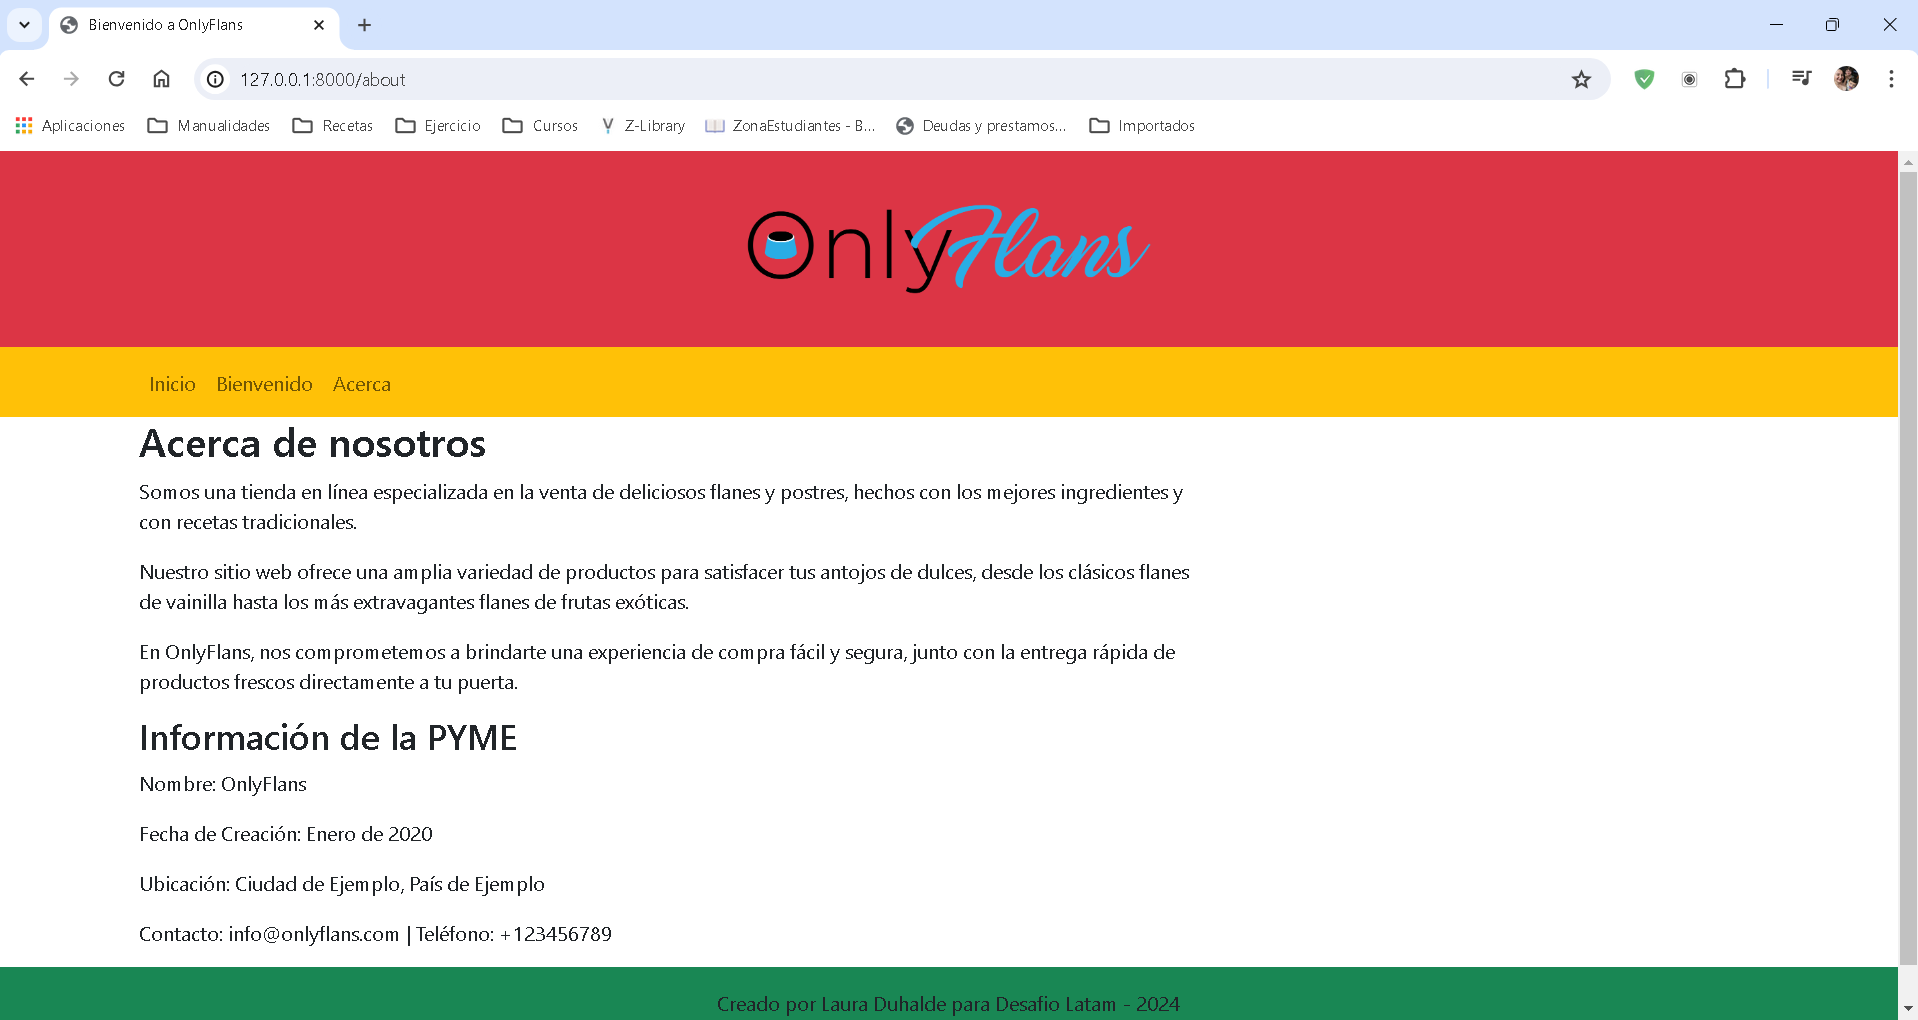 Bienvenido a OnlyFlans
127.0.0.1:8000/about
Aplicaciones Manualidades Recetas Ejercicio Cursos Z-Library ZonaEstudiantes - B... Deudas y prestamos... Importados
OnlyFlans
Inicio Bienvenido Acerca
Acerca de nosotros
Somos una tienda en línea especializada en la venta de deliciosos flanes y postres, hechos con los mejores ingredientes y
con recetas tradicionales.
Nuestro sitio web ofrece una amplia variedad de productos para satisfacer tus antojos de dulces, desde los clásicos flanes
de vainilla hasta los más extravagantes flanes de frutas exóticas.
En OnlyFlans, nos comprometemos a brindarte una experiencia de compra fácil y segura, junto con la entrega rápida de
productos frescos directamente a tu puerta.
Información de la PYME
Nombre: OnlyFlans
Fecha de Creación: Enero de 2020
Ubicación: Ciudad de Ejemplo, País de Ejemplo
Contacto: info@onlyflans.com | Teléfono: +123456789
Creado por Laura Duhalde para Desafio Latam - 2024